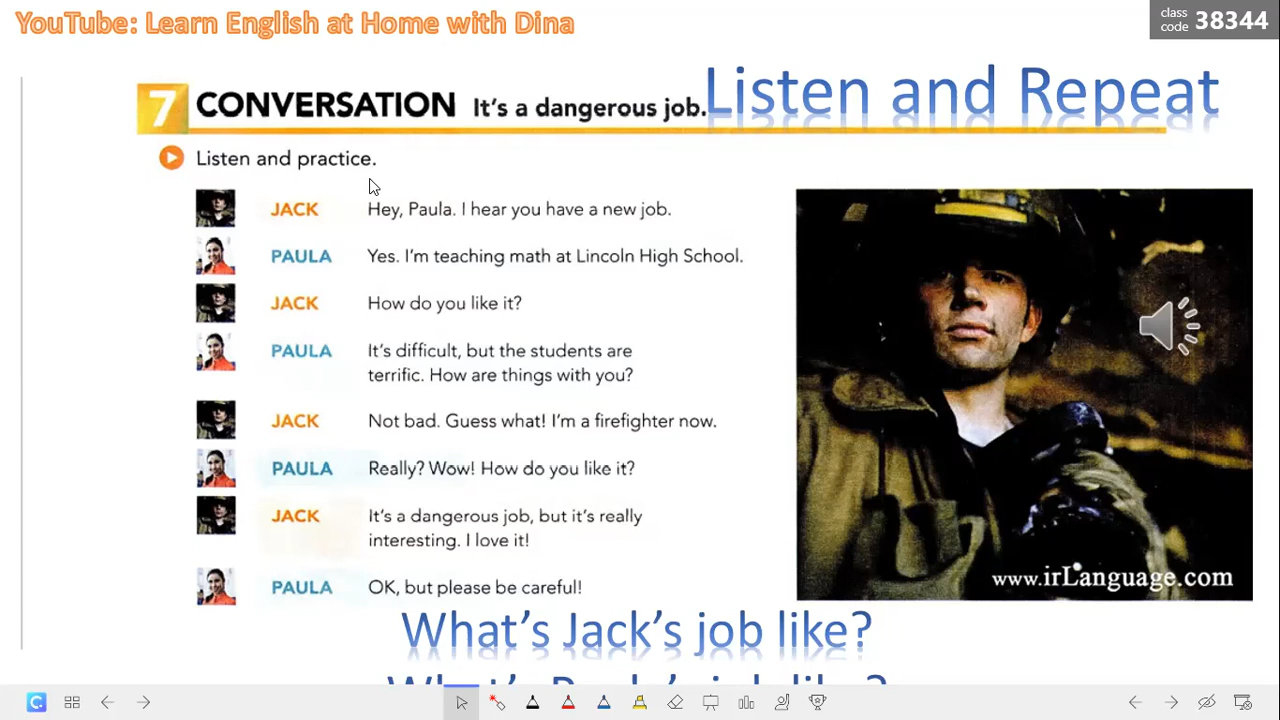 YouTube: Learn English at Home with Dina
class code 38344
7 CONVERSATION It's a dangerous job.
Listen and Repeat
Listen and practice.
JACK Hey, Paula. I hear you have a new job.
PAULA Yes. I'm teaching math at Lincoln High School.
JACK How do you like it?
PAULA It's difficult, but the students are
terrific. How are things with you?
JACK Not bad. Guess what! I'm a firefighter now.
PAULA Really? Wow! How do you like it?
JACK It's a dangerous job, but it's really
interesting. I love it!
PAULA OK, but please be careful!
www.irLanguage.com
What's Jack's job like?
What's Paula's job like?